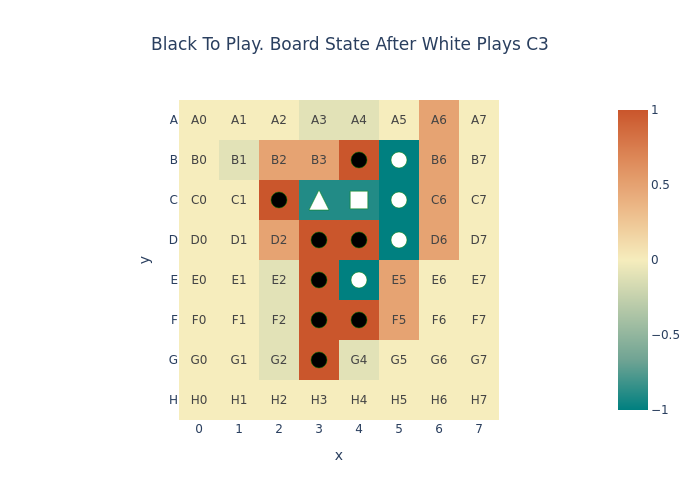 Black To Play. Board State After White Plays C3
A A0 A1 A2 A3 A4 A5 A6 A7
B B0 B1 B2 B3 B6 B7
C C0 C1 C6 C7
D D0 D1 D2 D6 D7
E E0 E1 E2 E5 E6 E7
F F0 F1 F2 F5 F6 F7
G G0 G1 G2 G4 G5 G6 G7
H H0 H1 H2 H3 H4 H5 H6 H7
0 1 2 3 4 5 6 7
x
y
1
0.5
0
−0.5
−1